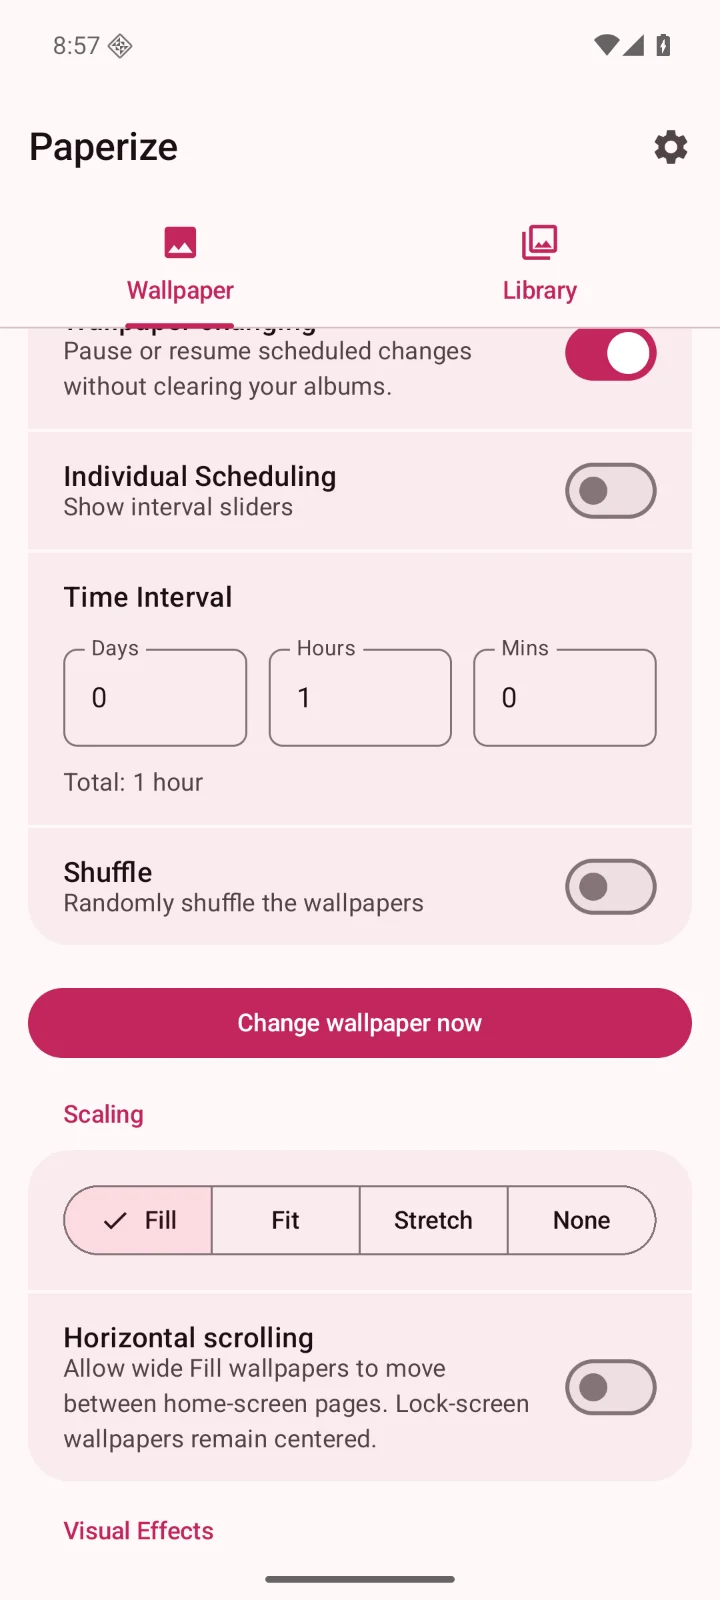 8:57
Paperize
Wallpaper
Library
Wallpaper changing
Pause or resume scheduled changes
without clearing your albums.
Individual Scheduling
Show interval sliders
Time Interval
Days
Hours
Mins
0
1
0
Total: 1 hour
Shuffle
Randomly shuffle the wallpapers
Change wallpaper now
Scaling
Fill
Fit
Stretch
None
Horizontal scrolling
Allow wide Fill wallpapers to move
between home-screen pages. Lock-screen
wallpapers remain centered.
Visual Effects